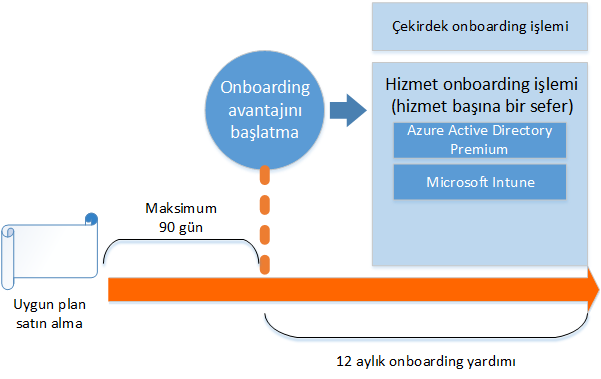 Çekirdek onboarding işlemi
Onboarding
avantajını
başlatma
Hizmet onboarding işlemi
(hizmet başına bir sefer)
Azure Active Directory
Premium
Microsoft Intune
Maksimum
90 gün
Uygun plan
satın alma
12 aylık onboarding yardımı